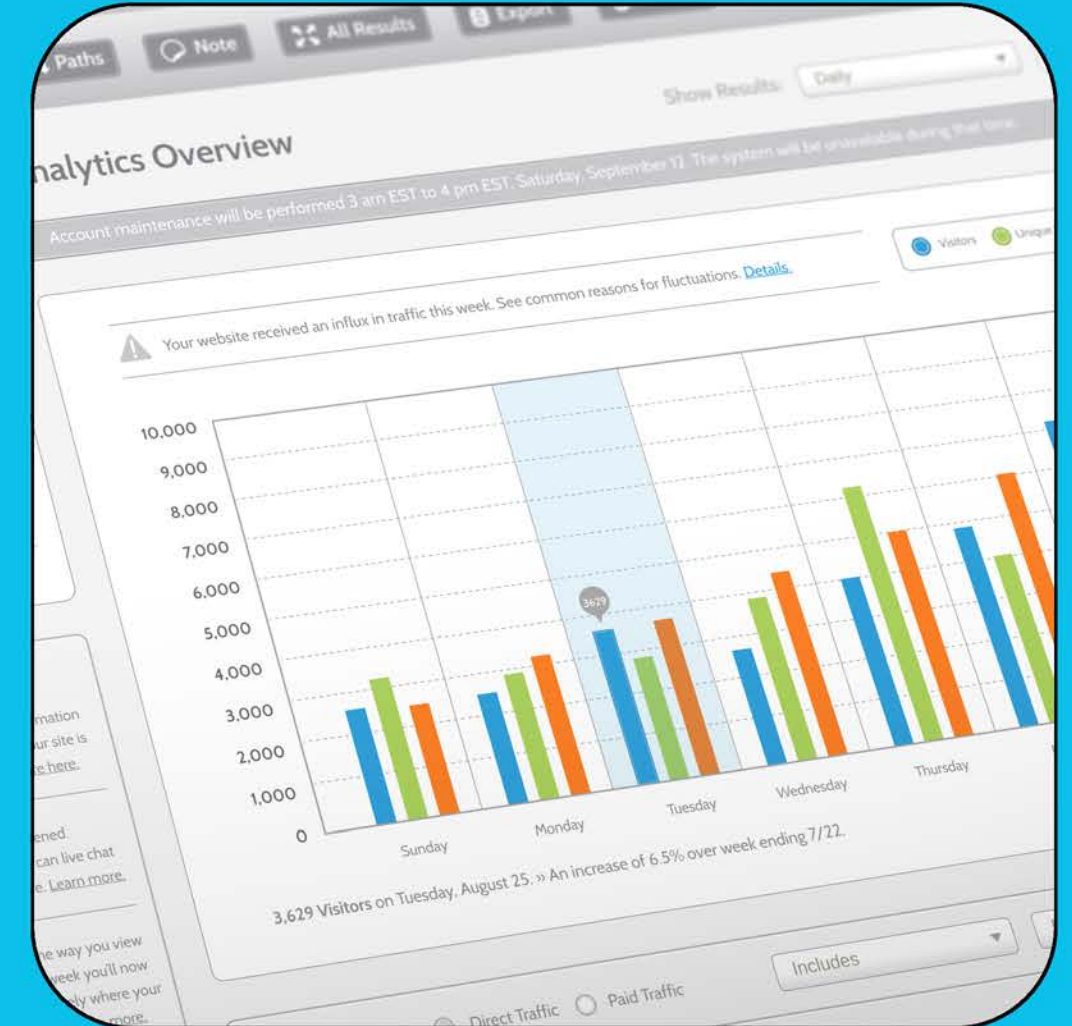 Paths
Note
All Results
Export
Show Results: Daily
nalytics Overview
Account maintenance will be performed 3 am EST to 4 pm EST, Saturday, September 12. The system will be unavailable during that time.
Visitors
Unique
Your website received an influx in traffic this week. See common reasons for fluctuations. Details.
10,000
9,000
8,000
7,000
6,000
5,000
4,000
3,000
2,000
1,000
0
3629
Sunday
Monday
Tuesday
Wednesday
Thursday
3,629 Visitors on Tuesday, August 25. » An increase of 6.5% over week ending 7/22.
mation
ur site is
e here.
ened.
can live chat
e. Learn more.
he way you view
week you'll now
ly where your
more.
Direct Traffic
Paid Traffic
Includes